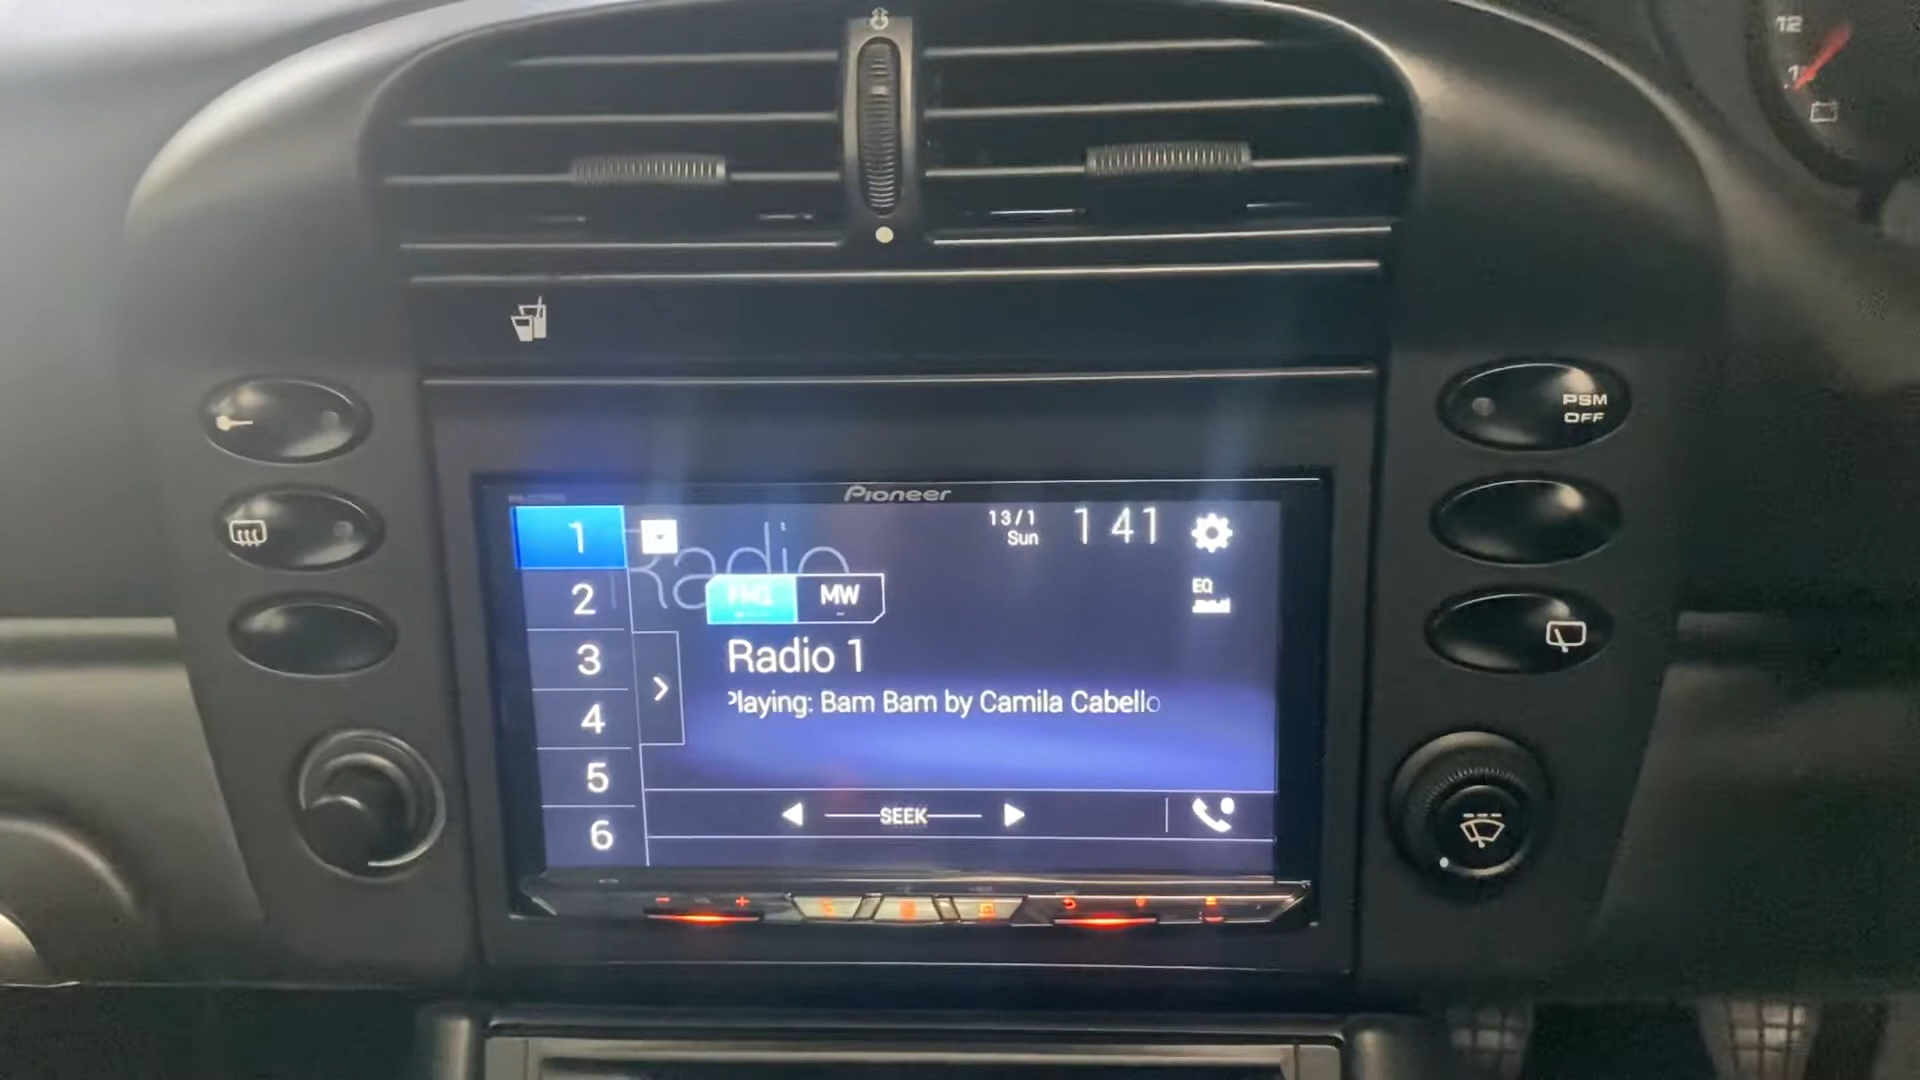 12
PSM
OFF
Pioneer
1
Radio
13/1
Sun
1 41
2
FM1
MW
EQ
3
Radio 1
Playing: Bam Bam by Camila Cabello
4
5
SEEK
6